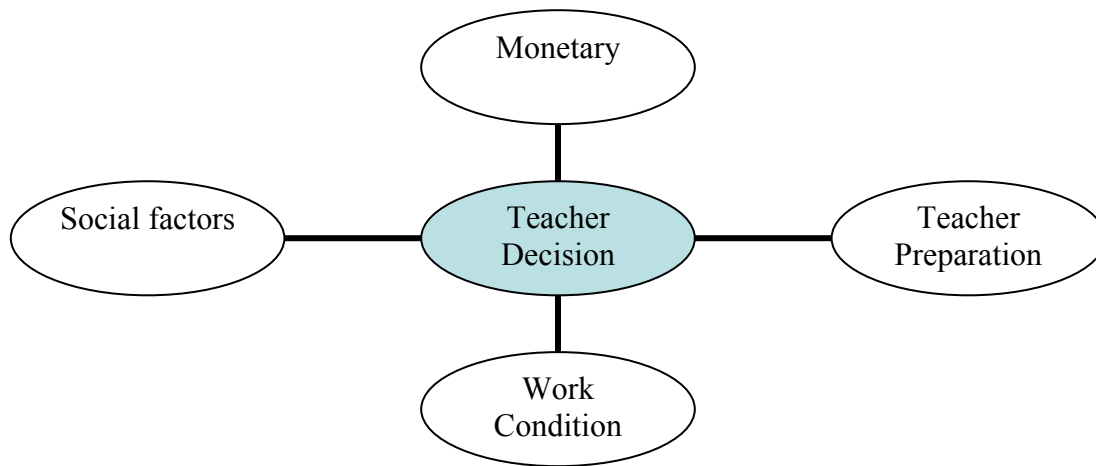 Monetary
Social factors
Teacher
Decision
Teacher
Preparation
Work
Condition